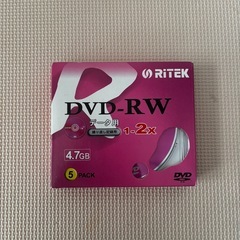 RiTEK
DVD-RW
データ用
1-2x
4.7GB
5 PACK
DVD